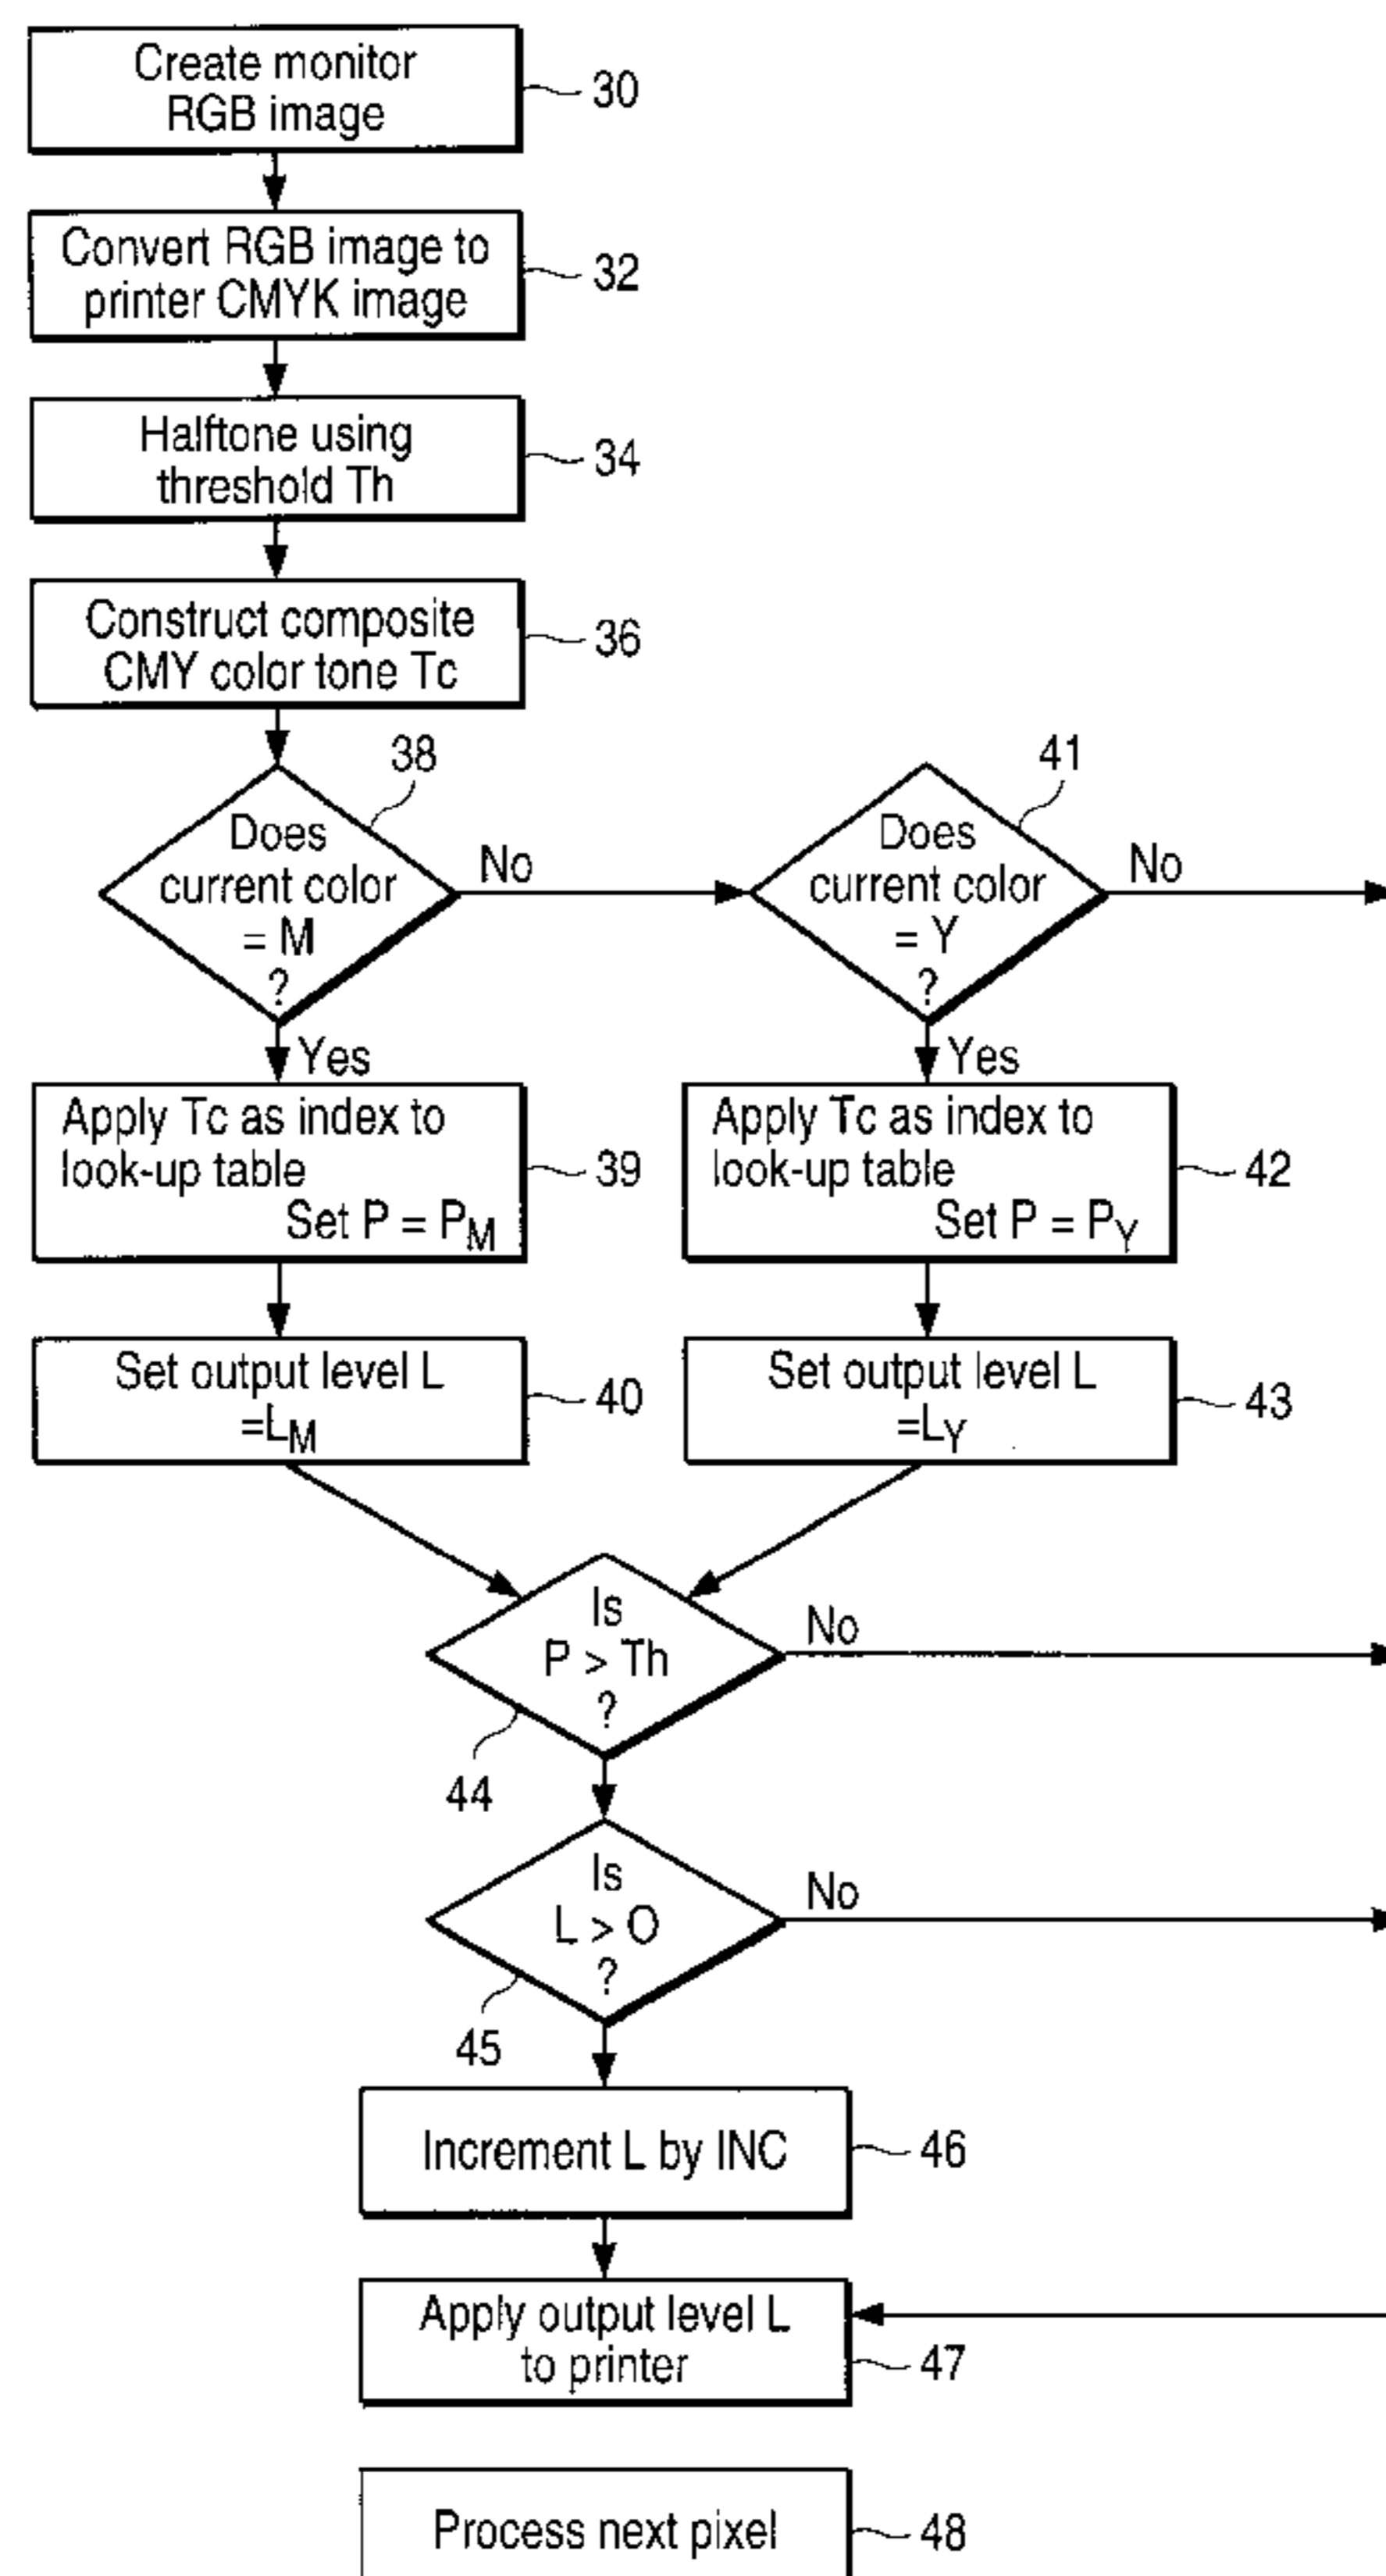 Create monitor
RGB image
30
Convert RGB image to
printer CMYK image
32
Halftone using
threshold Th
34
Construct composite
CMY color tone Tc
36
38
Does
current color
= M
?
No
Yes
41
Does
current color
= Y
?
No
Yes
Apply Tc as index to
look-up table
Set P = PM
39
Apply Tc as index to
look-up table
Set P = PY
42
Set output level L
=LM
40
Set output level L
=LY
43
Is
P > Th
?
No
44
Is
L > O
?
No
45
Increment L by INC
46
Apply output level L
to printer
47
Process next pixel
48